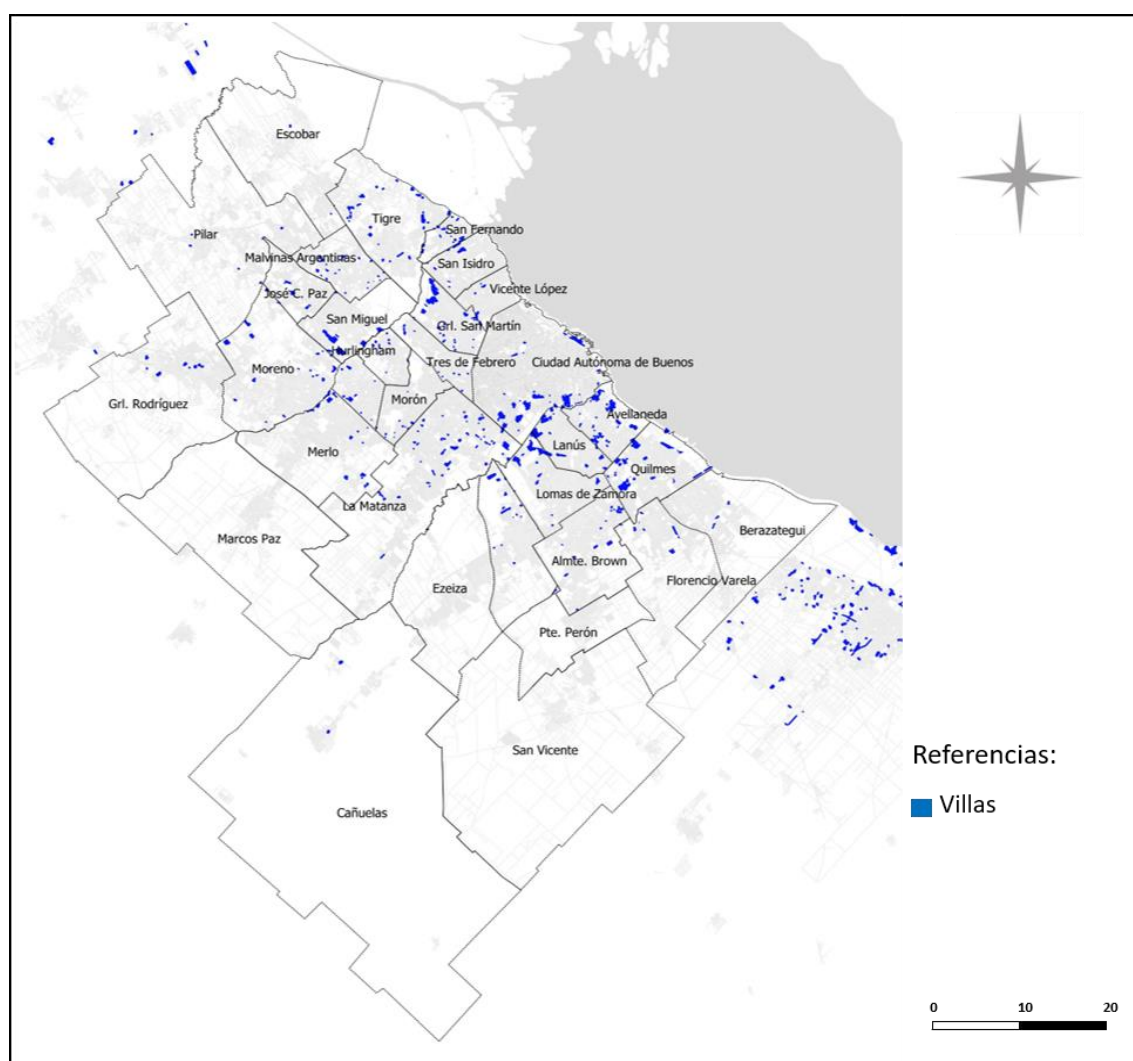 Escobar
Tigre
San Fernando
Pilar
Malvinas Argentinas
San Isidro
José C. Paz
Vicente López
San Miguel
Grl. San Martín
Hurlingham
Tres de Febrero
Ciudad Autónoma de Buenos
Moreno
Grl. Rodríguez
Morón
Avellaneda
Merlo
Lanús
Quilmes
La Matanza
Lomas de Zamora
Marcos Paz
Berazategui
Almte. Brown
Ezeiza
Florencio Varela
Pte. Perón
San Vicente
Cañuelas
Referencias:
Villas
0 10 20